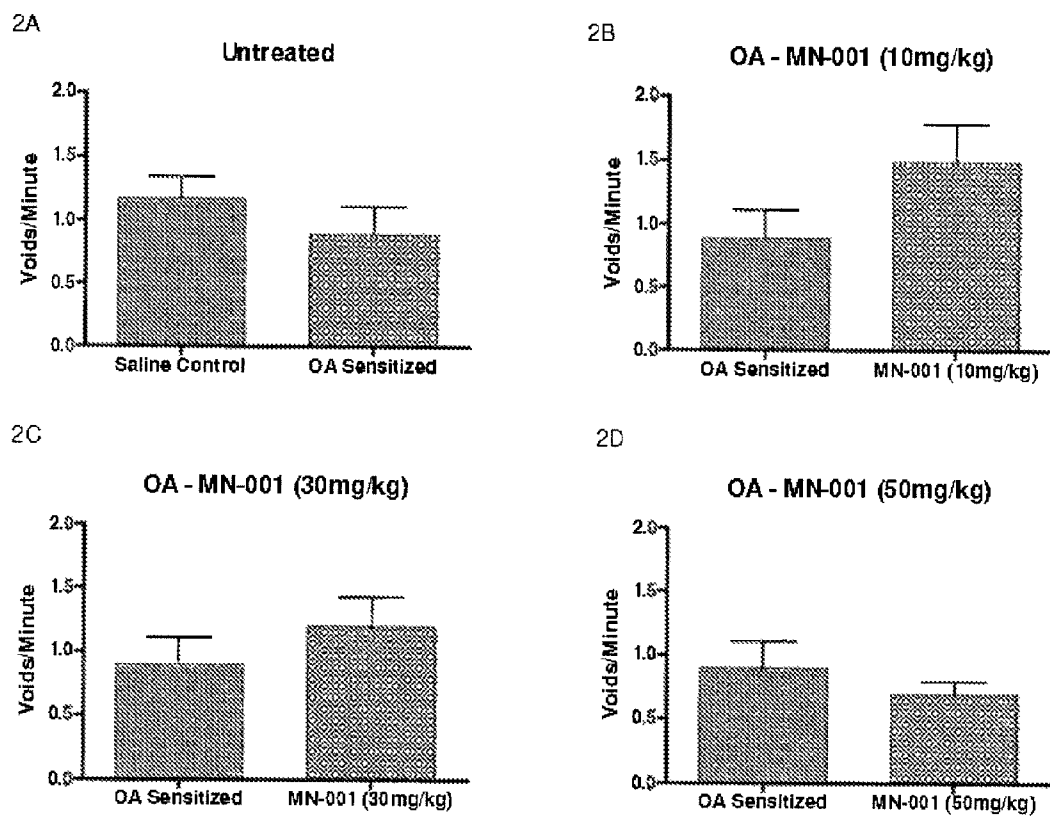 2A
Untreated
2.0
1.5
1.0
0.5
0.0
Voids/Minute
Saline Control OA Sensitized
2B
OA - MN-001 (10mg/kg)
2.0
1.5
1.0
0.5
0.0
Voids/Minute
OA Sensitized MN-001 (10mg/kg)
2C
OA - MN-001 (30mg/kg)
2.0
1.5
1.0
0.5
0.0
Voids/Minute
OA Sensitized MN-001 (30mg/kg)
2D
OA - MN-001 (50mg/kg)
2.0
1.5
1.0
0.5
0.0
Voids/Minute
OA Sensitized MN-001 (50mg/kg)